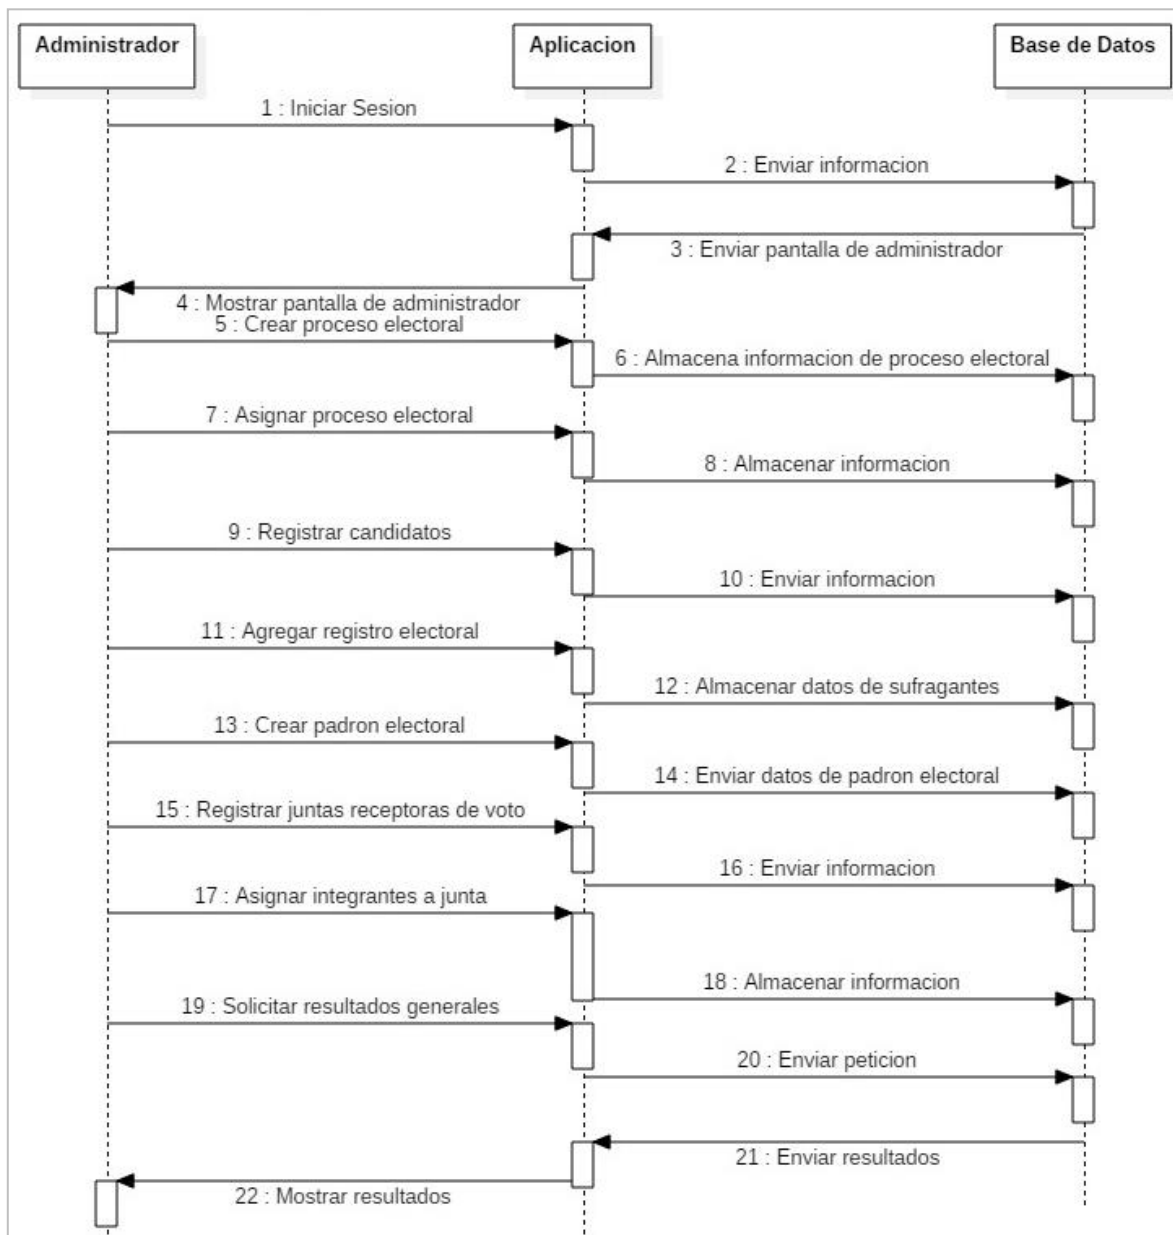 Administrador
Aplicacion
Base de Datos
1 : Iniciar Sesion
2 : Enviar informacion
3 : Enviar pantalla de administrador
4 : Mostrar pantalla de administrador
5 : Crear proceso electoral
6 : Almacena informacion de proceso electoral
7 : Asignar proceso electoral
8 : Almacenar informacion
9 : Registrar candidatos
10 : Enviar informacion
11 : Agregar registro electoral
12 : Almacenar datos de sufragantes
13 : Crear padron electoral
14 : Enviar datos de padron electoral
15 : Registrar juntas receptoras de voto
16 : Enviar informacion
17 : Asignar integrantes a junta
18 : Almacenar informacion
19 : Solicitar resultados generales
20 : Enviar peticion
21 : Enviar resultados
22 : Mostrar resultados